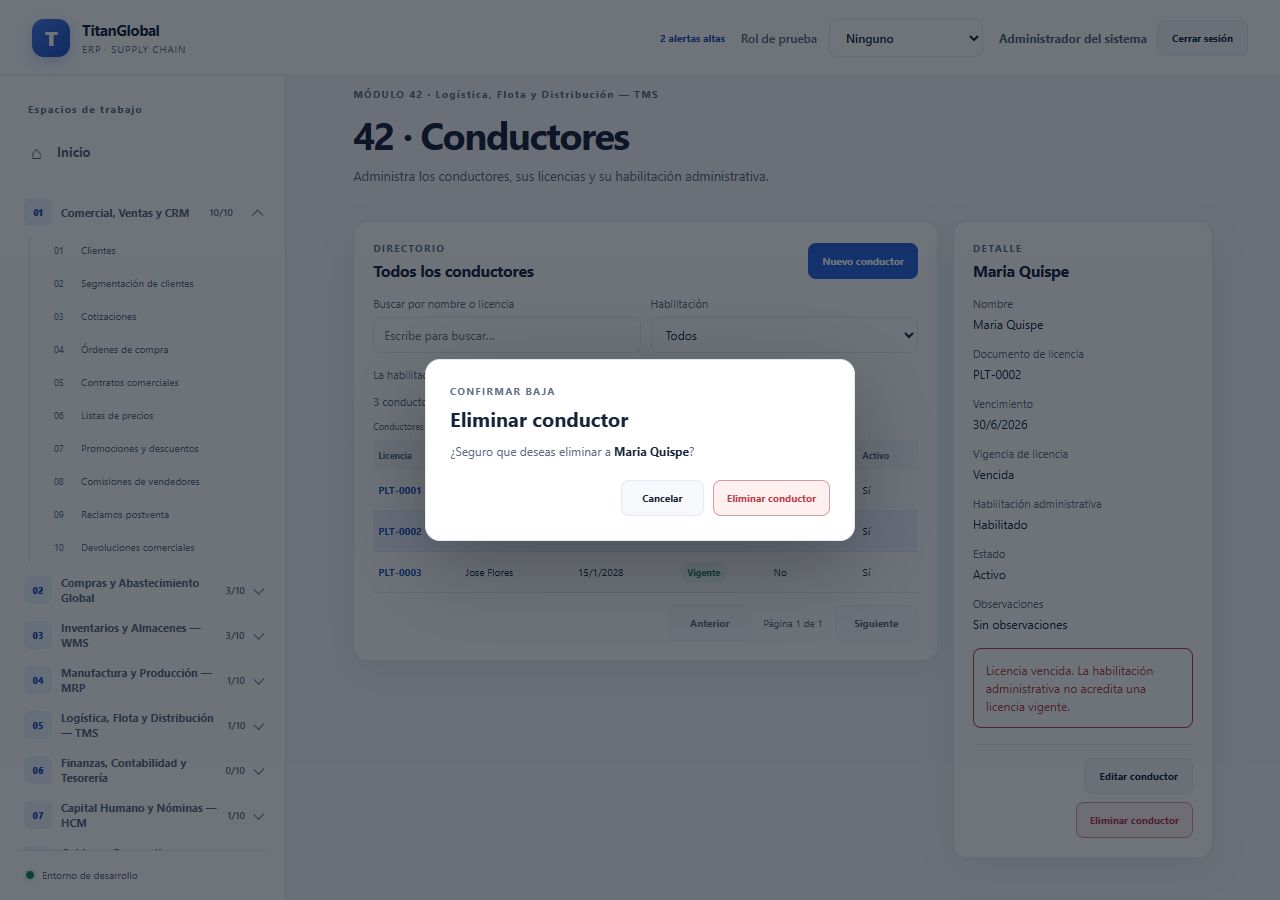 T
TitanGlobal
ERP · SUPPLY CHAIN
2 alertas altas
Rol de prueba
Ninguno
Administrador del sistema
Cerrar sesión
Espacios de trabajo
Inicio
01 Comercial, Ventas y CRM 10/10
01 Clientes
02 Segmentación de clientes
03 Cotizaciones
04 Órdenes de compra
05 Contratos comerciales
06 Listas de precios
07 Promociones y descuentos
08 Comisiones de vendedores
09 Reclamos postventa
10 Devoluciones comerciales
02 Compras y Abastecimiento
Global
3/10
03 Inventarios y Almacenes —
WMS
3/10
04 Manufactura y Producción —
MRP
1/10
05 Logística, Flota y Distribución
— TMS
1/10
06 Finanzas, Contabilidad y
Tesorería
0/10
07 Capital Humano y Nóminas —
HCM
1/10
Entorno de desarrollo
MÓDULO 42 · Logística, Flota y Distribución — TMS
42 · Conductores
Administra los conductores, sus licencias y su habilitación administrativa.
DIRECTORIO
Todos los conductores
Nuevo conductor
Buscar por nombre o licencia
Habilitación
Escribe para buscar...
Todos
La habilitac
3 conducto
Conductores
Licencia
Activo
PLT-0001 Sí
PLT-0002 Sí
PLT-0003 Jose Flores 15/1/2028 Vigente No Sí
Anterior
Página 1 de 1
Siguiente
CONFIRMAR BAJA
Eliminar conductor
¿Seguro que deseas eliminar a Maria Quispe?
Cancelar
Eliminar conductor
DETALLE
Maria Quispe
Nombre
Maria Quispe
Documento de licencia
PLT-0002
Vencimiento
30/6/2026
Vigencia de licencia
Vencida
Habilitación administrativa
Habilitado
Estado
Activo
Observaciones
Sin observaciones
Licencia vencida. La habilitación
administrativa no acredita una
licencia vigente.
Editar conductor
Eliminar conductor